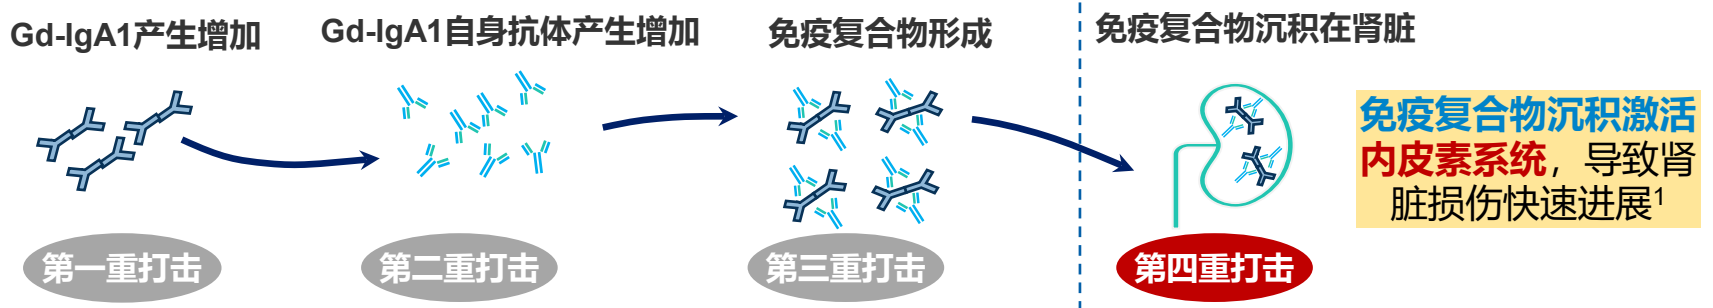 Gd-IgA1产生增加
Gd-IgA1自身抗体产生增加
免疫复合物形成
免疫复合物沉积在肾脏
免疫复合物沉积激活
内皮素系统，导致肾
脏损伤快速进展1
第一重打击
第二重打击
第三重打击
第四重打击